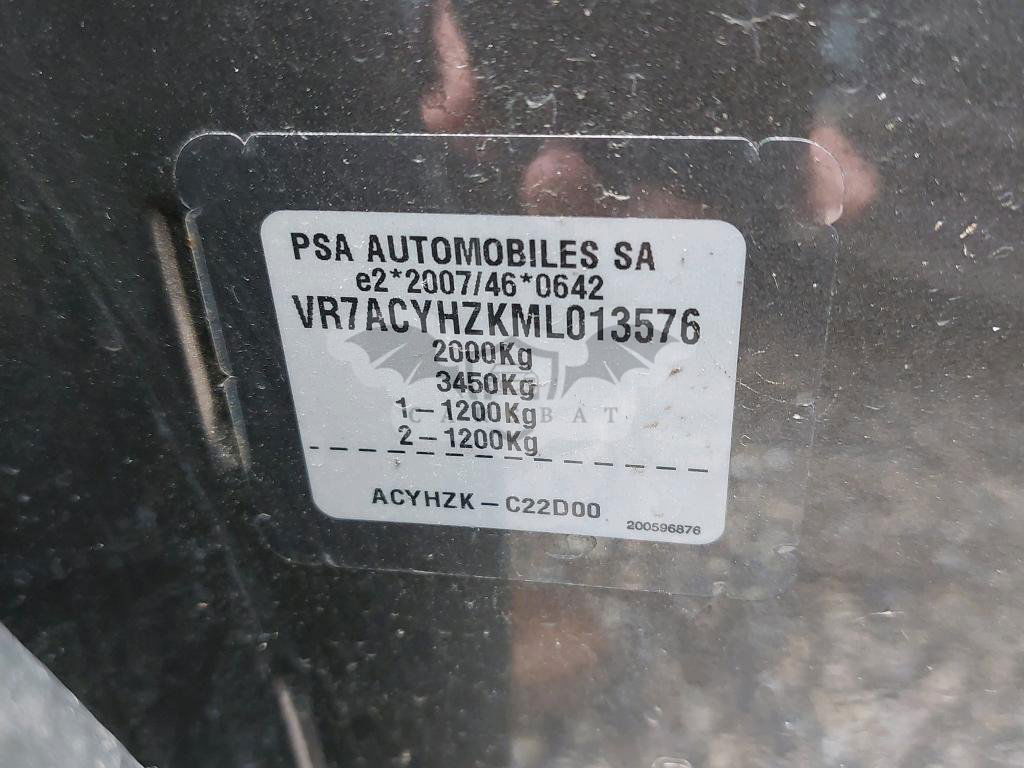 PSA AUTOMOBILES SA
e2*2007/46*0642
VR7ACYHZKML013576
2000Kg
3450Kg
1-1200Kg
2-1200Kg
ACYHZK-C22D00
200596876